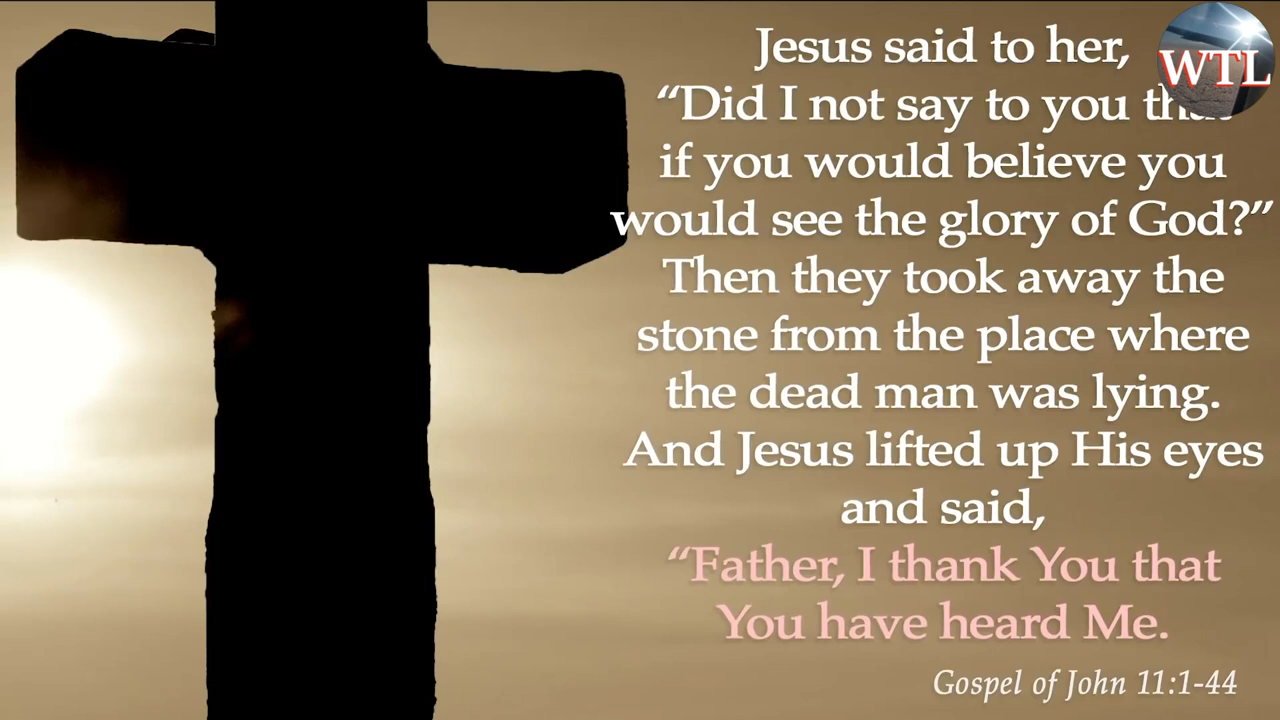 Jesus said to her,
WTL
“Did I not say to you that
if you would believe you
would see the glory of God?”
Then they took away the
stone from the place where
the dead man was lying.
And Jesus lifted up His eyes
and said,
“Father, I thank You that
You have heard Me.
Gospel of John 11:1-44